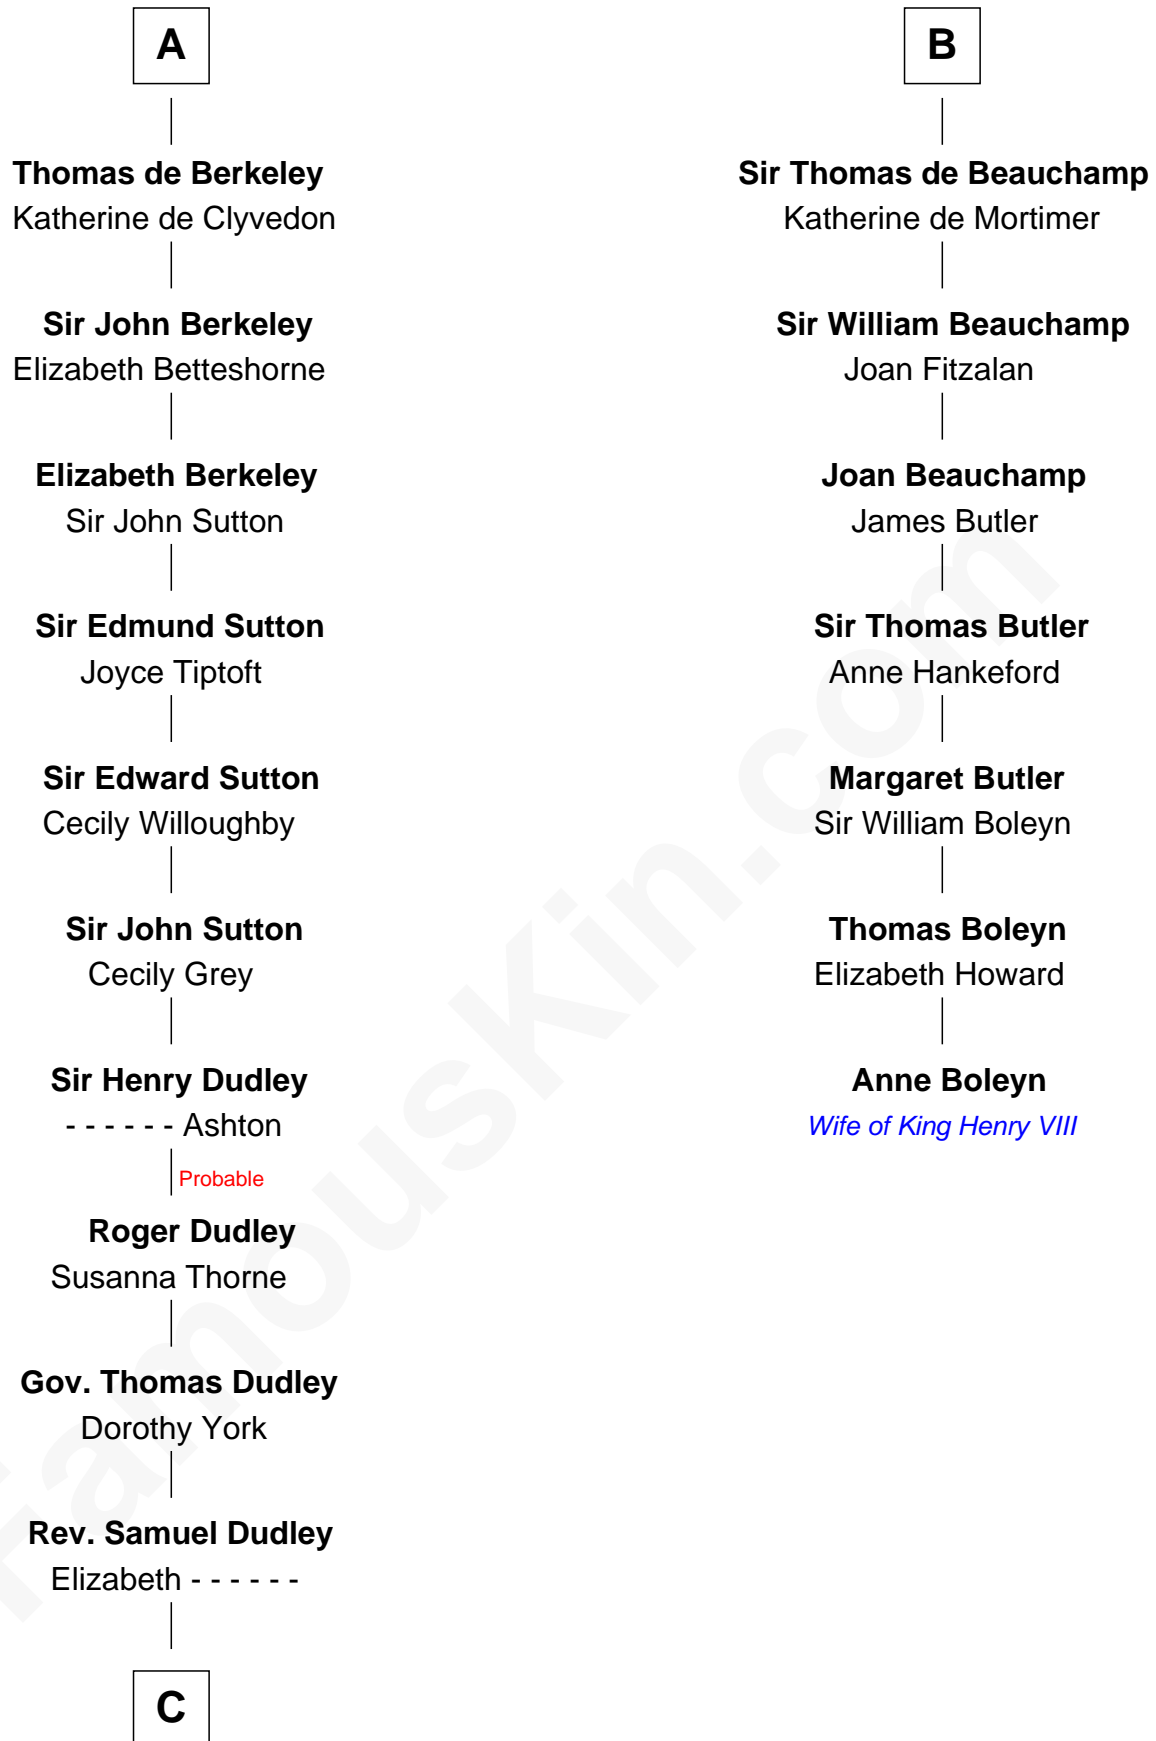 A
Thomas de Berkeley
Katherine de Clyvedon
Sir John Berkeley
Elizabeth Betteshorne
Elizabeth Berkeley
Sir John Sutton
Sir Edmund Sutton
Joyce Tiptoft
Sir Edward Sutton
Cecily Willoughby
Sir John Sutton
Cecily Grey
Sir Henry Dudley
- - - - - - Ashton
Probable
Roger Dudley
Susanna Thorne
Gov. Thomas Dudley
Dorothy York
Rev. Samuel Dudley
Elizabeth - - - - - -
C
B
Sir Thomas de Beauchamp
Katherine de Mortimer
Sir William Beauchamp
Joan Fitzalan
Joan Beauchamp
James Butler
Sir Thomas Butler
Anne Hankeford
Margaret Butler
Sir William Boleyn
Thomas Boleyn
Elizabeth Howard
Anne Boleyn
Wife of King Henry VIII
FamousKin.com